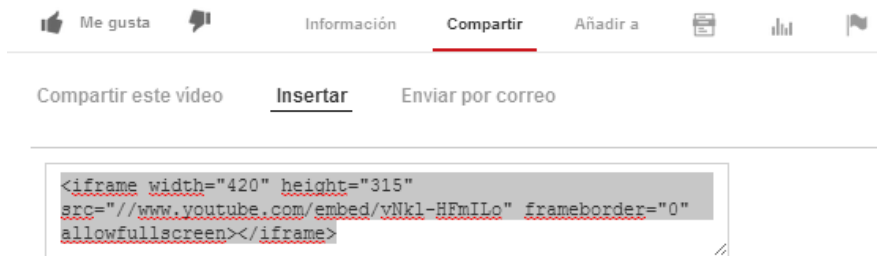 Me gusta Información Compartir Añadir a
Compartir este vídeo Insertar Enviar por correo
<iframe width="420" height="315"
src="//www.youtube.com/embed/vNkl-HFmILo" frameborder="0"
allowfullscreen></iframe>